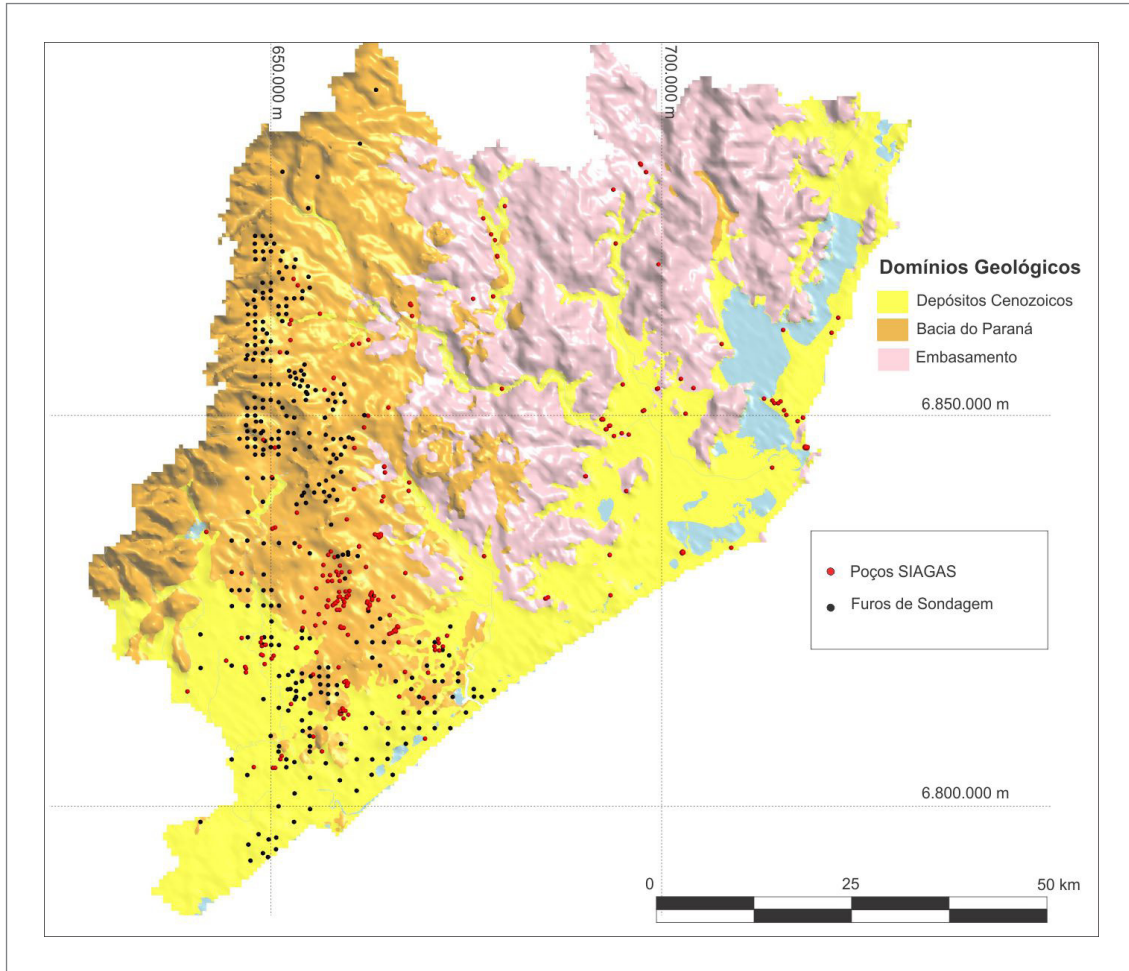 650.000 m
700.000 m
Domínios Geológicos
Depósitos Cenozoicos
Bacia do Paraná
Embasamento
6.850.000 m
Poços SIAGAS
Furos de Sondagem
6.800.000 m
0 25 50 km